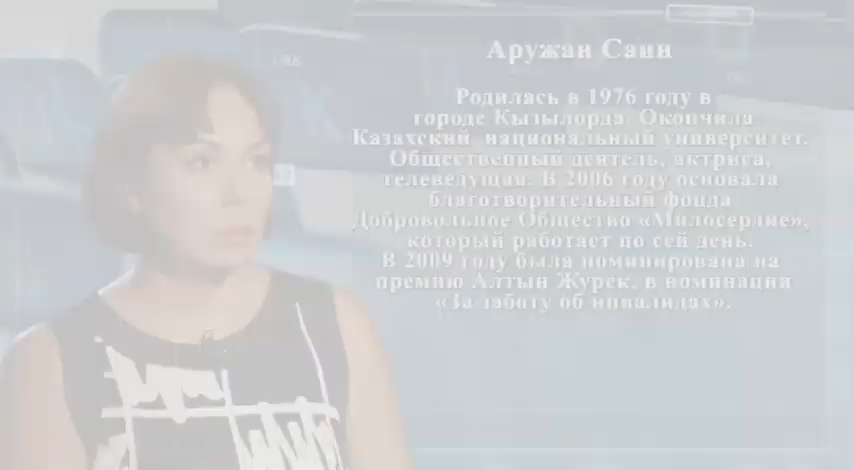 Аружан Саин
Родилась в 1976 году в
городе Кызылорда. Окончила
Казахский национальный университет.
Общественный деятель, актриса,
телеведущая. В 2006 году основала
благотворительный фонда
Добровольное Общество «Милосердие»,
который работает по сей день.
В 2009 году была номинирована на
премию Алтын Журек, в номинации
«За заботу об инвалидах».